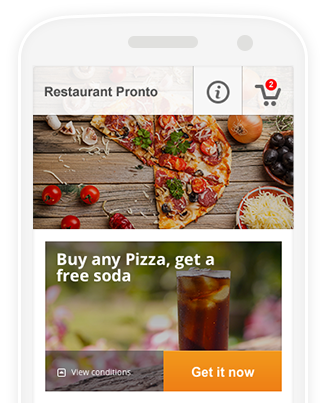 Restaurant Pronto
i
2
Buy any Pizza, get a
free soda
View conditions
Get it now